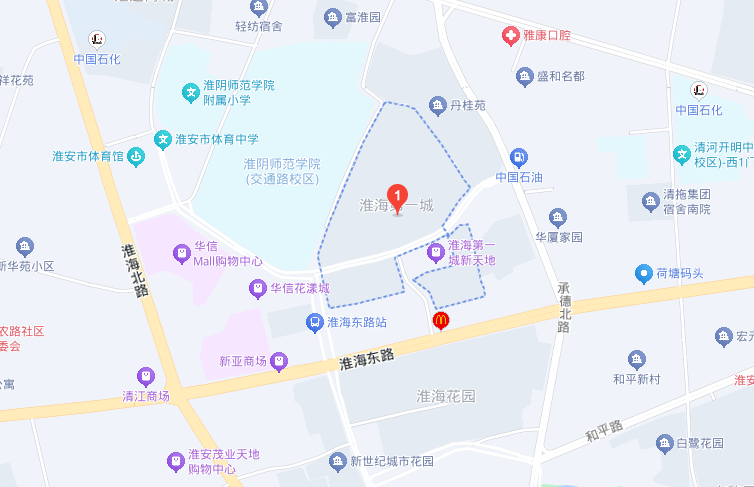 轻纺宿舍
富淮园
雅康口腔
中国石化
祥花苑
淮阴师范学院
附属小学
盛和名都
丹桂苑
中国石化
淮安市体育中学
淮安市体育馆
淮阴师范学院
(交通路校区)
中国石油
清河开明中
校区)-西1门
1
淮海第一城
清拖集团
宿舍南院
华厦家园
新华苑小区
淮海北路
华信
Mall购物中心
淮海第一
城新天地
荷塘码头
华信花漾城
承德北路
淮海东路站
农路社区
委会
新亚商场
淮海东路
宏元
公寓
清江商场
和平新村
淮安
淮海花园
和平路
白鹭花园
淮安茂业天地
购物中心
新世纪城市花园